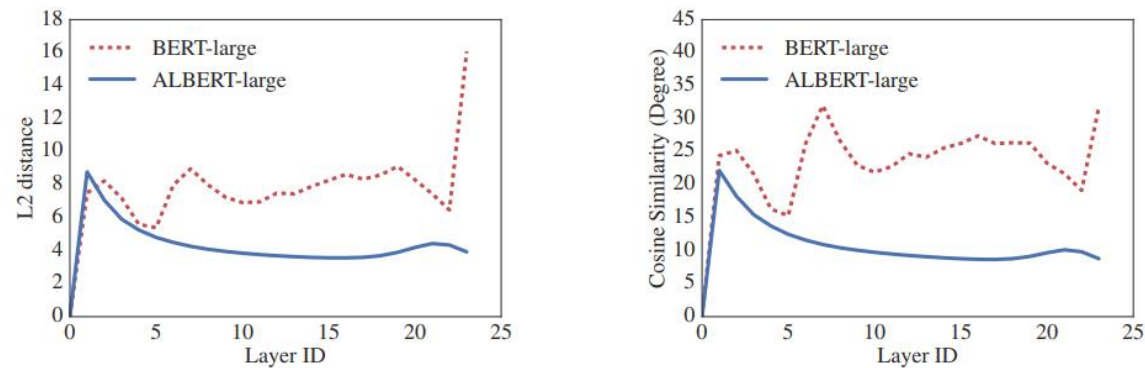 18
16
14
12
10
8
6
4
2
0
L2 distance
BERT-large
ALBERT-large
0 5 10 15 20 25
Layer ID
45
40
35
30
25
20
15
10
5
0
Cosine Similarity (Degree)
BERT-large
ALBERT-large
0 5 10 15 20 25
Layer ID